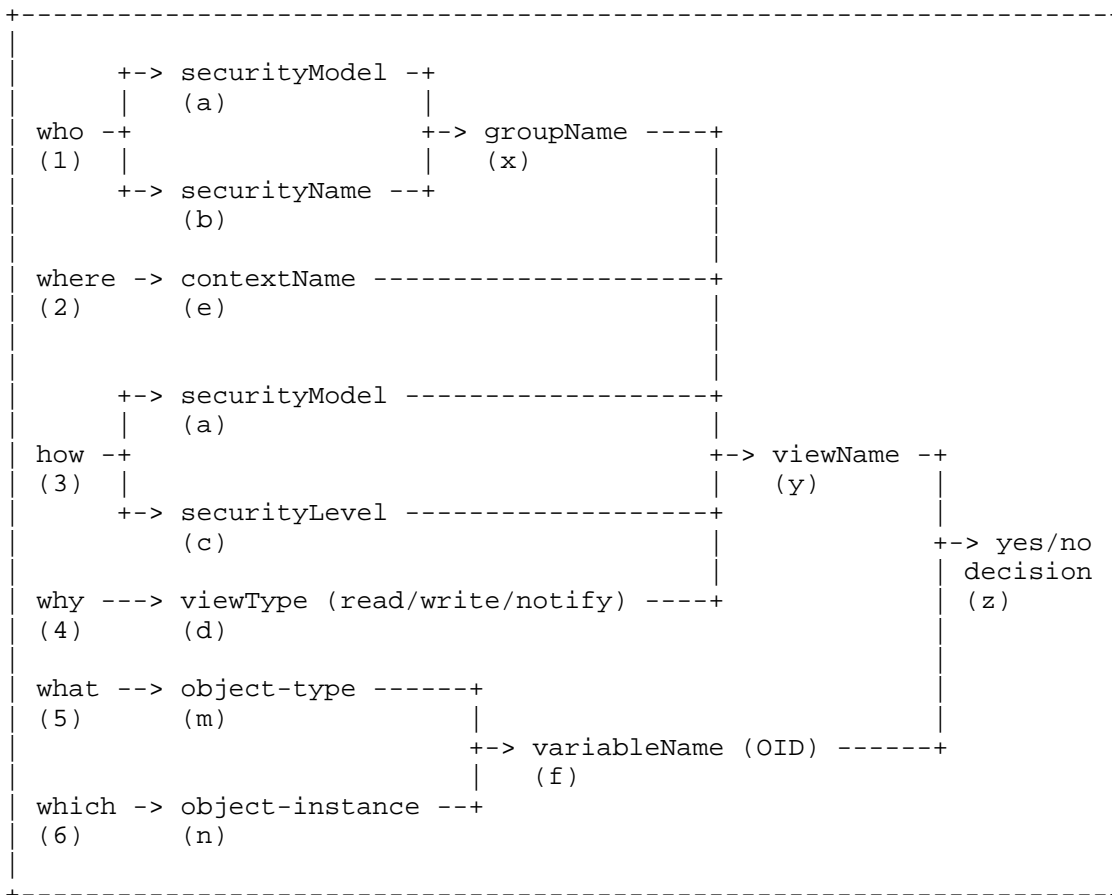 +-> securityModel -+
| (a) |
who -+ +-> groupName ----+
(1) | | (x) |
+-> securityName --+ |
(b) |
|
where -> contextName ---------------------+
(2) (e) |
|
|
+-> securityModel -------------------+
| (a) |
how -+ +-> viewName -+
(3) | | (y) |
+-> securityLevel -------------------+ |
(c) | +-> yes/no
| | decision
why ---> viewType (read/write/notify) ----+ | (z)
(4) (d) |
|
what --> object-type ------+ |
(5) (m) | |
+-> variableName (OID) ------+
| (f)
which -> object-instance --+
(6) (n)